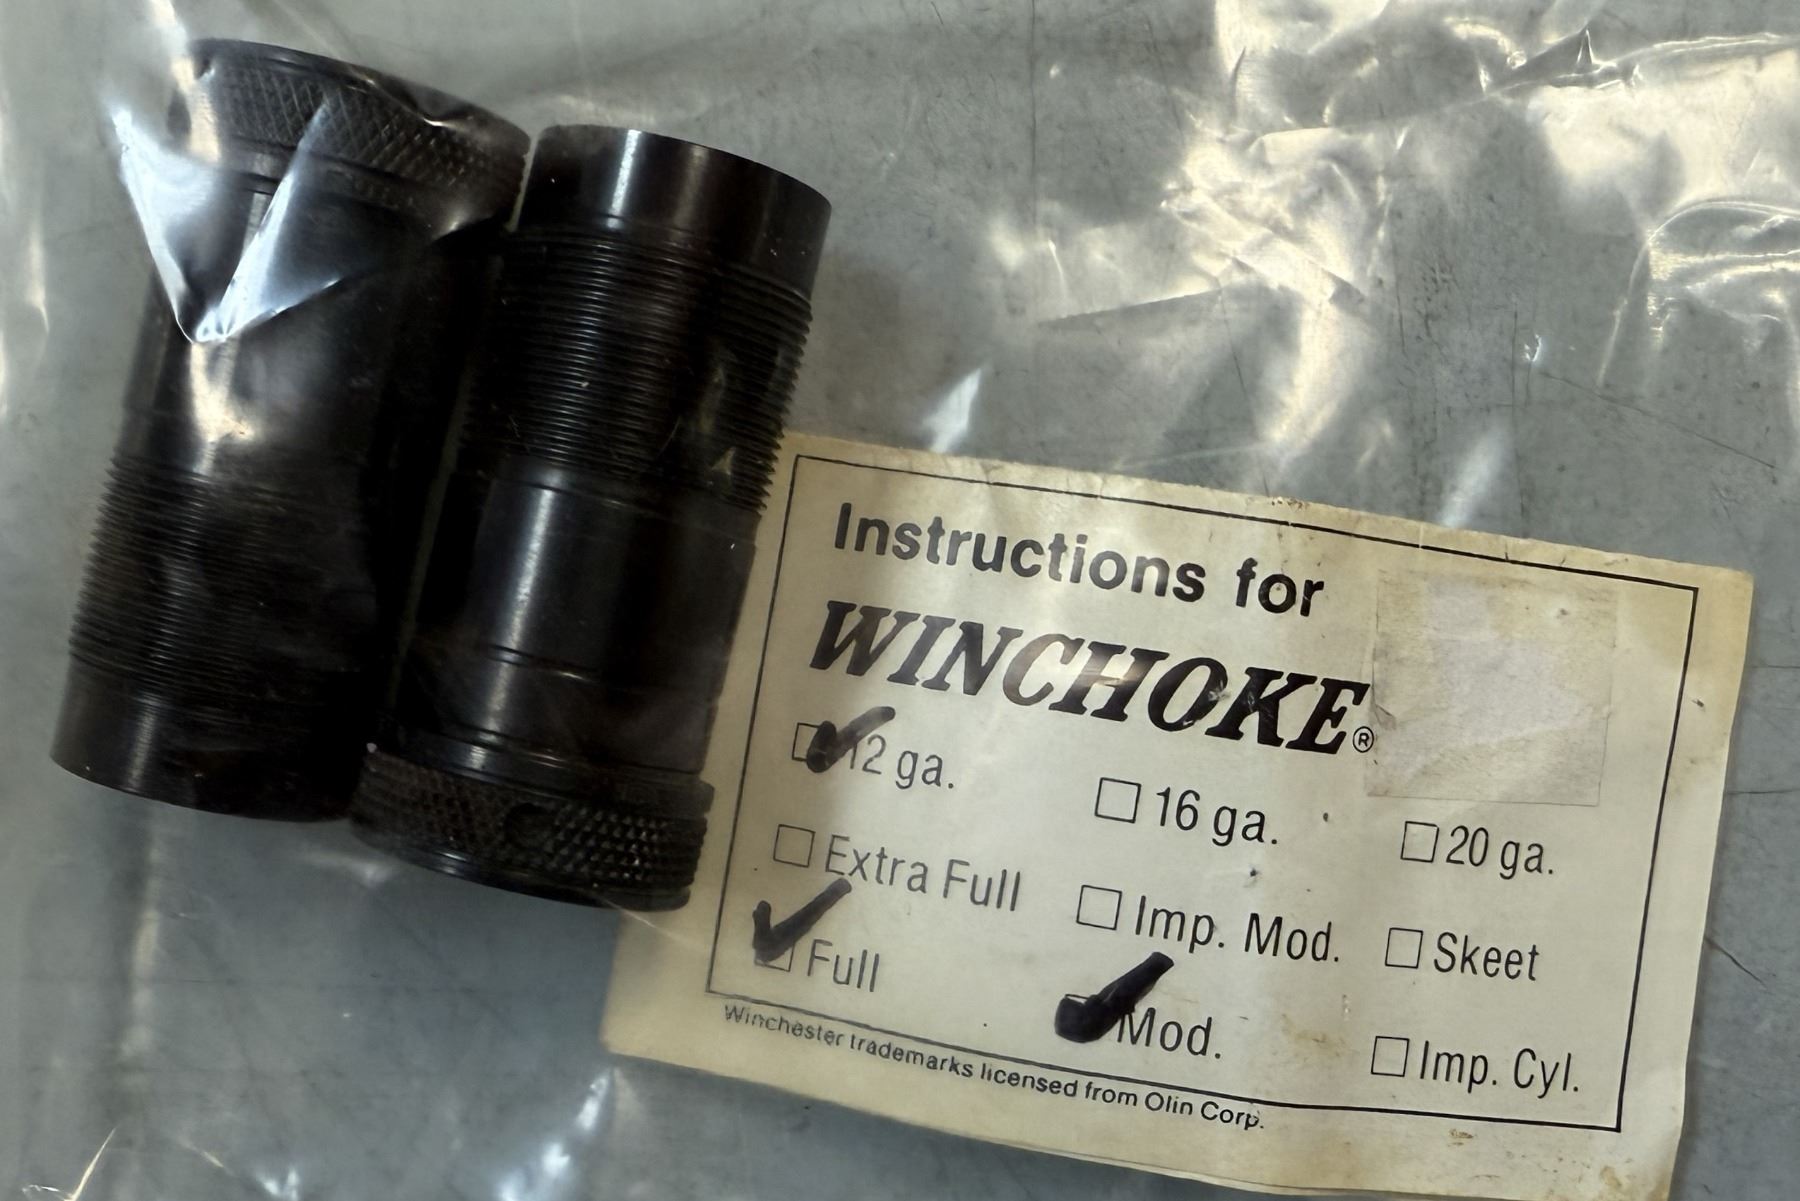 Instructions for
WINCHOKE®
12 ga. 16 ga. 20 ga.
Extra Full Imp. Mod. Skeet
Full Mod. Imp. Cyl.
Winchester trademarks licensed from Olin Corp.